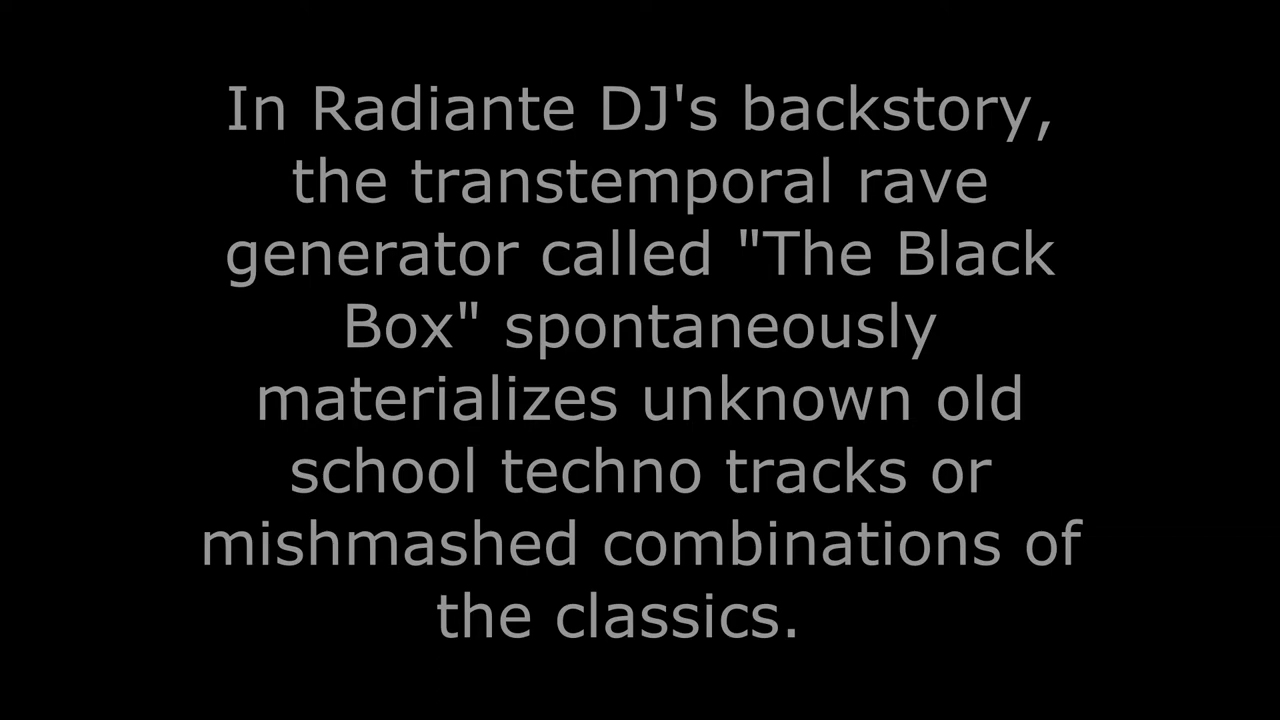 In Radiante DJ's backstory,
the transtemporal rave
generator called "The Black
Box" spontaneously
materializes unknown old
school techno tracks or
mishmashed combinations of
the classics.